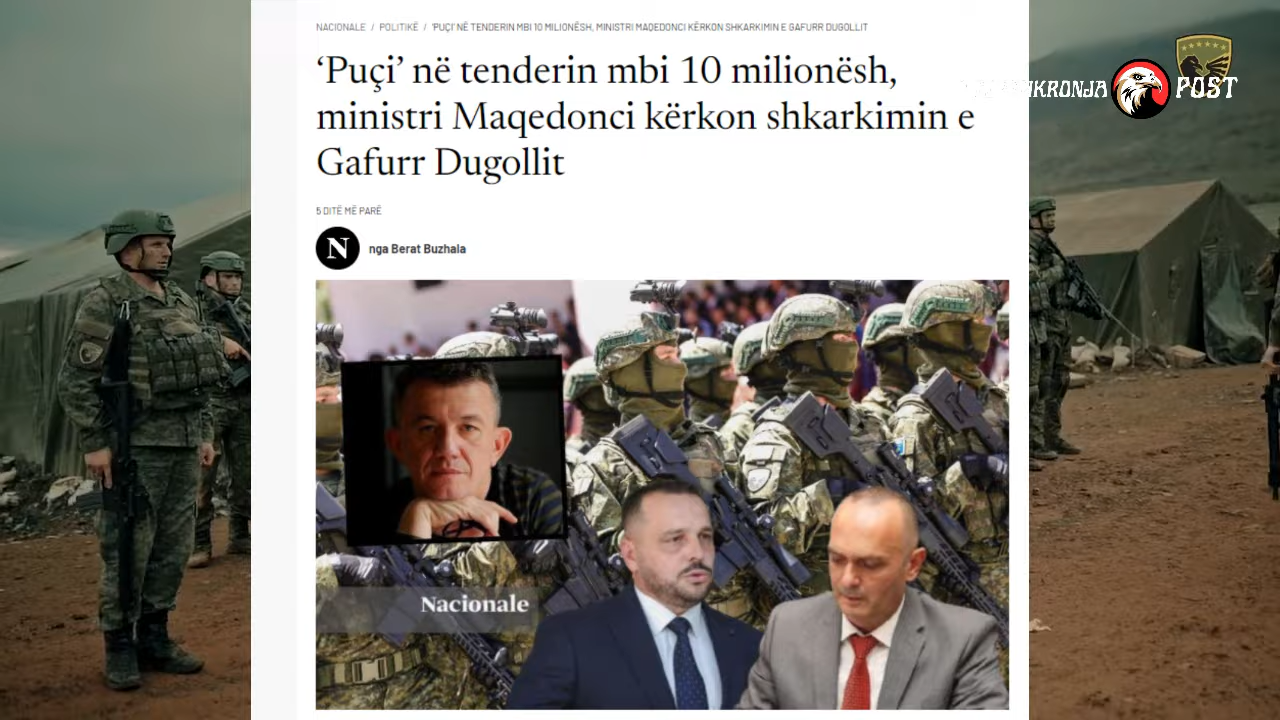 NACIONALE / POLITIKË / 'PUÇI' NË TENDERIN MBI 10 MILIONËSH, MINISTRI MAQEDONCI KËRKON SHKARKIMIN E GAFURR DUGOLLIT
‘Puçi’ në tenderin mbi 10 milionësh,
ministri Maqedonci kërkon shkarkimin e
Gafurr Dugollit
5 DITË MË PARË
N
nga Berat Buzhala
POST
Nacionale